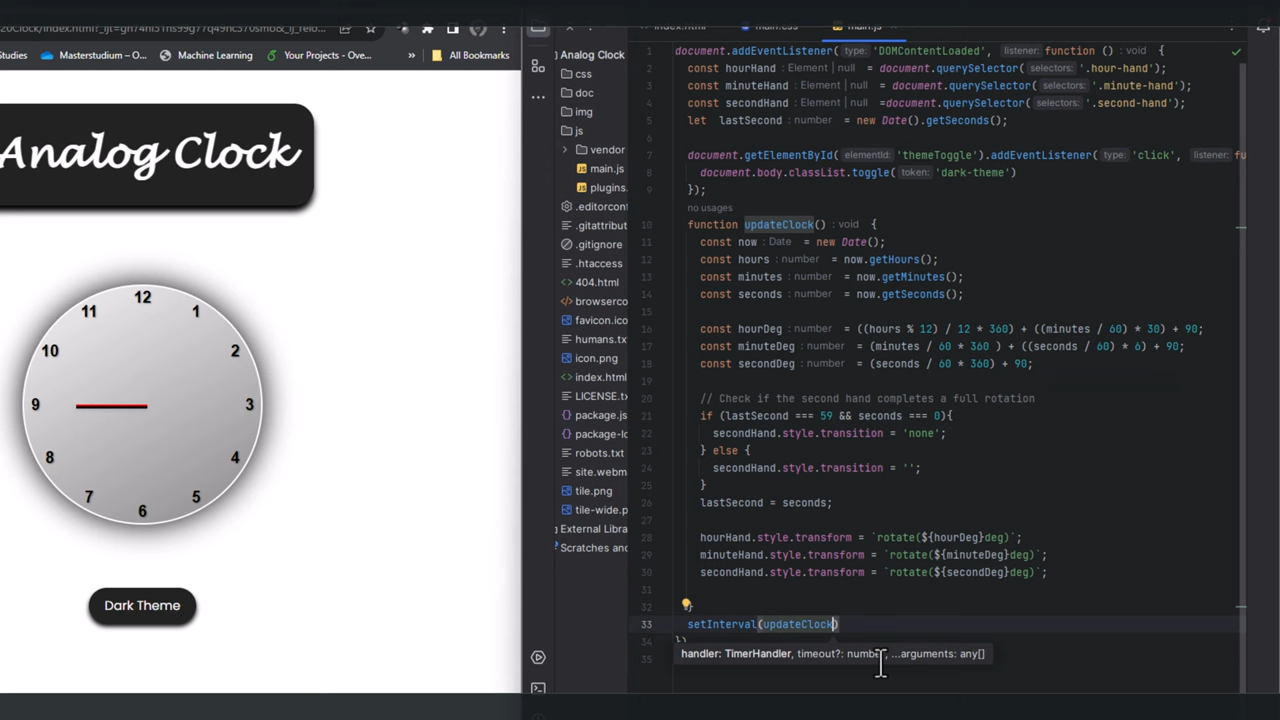 Studies
Masterstudium – O...
Machine Learning
Your Projects - Ove...
»
All Bookmarks
Analog Clock
12
11
1
10
2
9
3
8
4
7
5
6
Dark Theme
Analog Clock
css
doc
img
js
vendor
main.js
plugins.
.editorconf
.gitattribut
.gitignore
.htaccess
404.html
browserco
favicon.ico
humans.tx
icon.png
index.html
LICENSE.tx
package.js
package-lo
robots.txt
site.webm
tile.png
tile-wide.p
External Libra
Scratches and
index.html
main.css
main.js
1 document.addEventListener( type: 'DOMContentLoaded', listener: function () : void {
2 const hourHand : Element | null = document.querySelector( selectors: '.hour-hand');
3 const minuteHand : Element | null = document.querySelector( selectors: '.minute-hand');
4 const secondHand : Element | null =document.querySelector( selectors: '.second-hand');
5 let lastSecond : number = new Date().getSeconds();
6
7 document.getElementById( elementId: 'themeToggle').addEventListener( type: 'click', listener: fu
8 document.body.classList.toggle( token: 'dark-theme')
9 });
no usages
10 function updateClock() : void {
11 const now : Date = new Date();
12 const hours : number = now.getHours();
13 const minutes : number = now.getMinutes();
14 const seconds : number = now.getSeconds();
15
16 const hourDeg : number = ((hours % 12) / 12 * 360) + ((minutes / 60) * 30) + 90;
17 const minuteDeg : number = (minutes / 60 * 360 ) + ((seconds / 60) * 6) + 90;
18 const secondDeg : number = (seconds / 60 * 360) + 90;
19
20 // Check if the second hand completes a full rotation
21 if (lastSecond === 59 && seconds === 0){
22 secondHand.style.transition = 'none';
23 } else {
24 secondHand.style.transition = '';
25 }
26 lastSecond = seconds;
27
28 hourHand.style.transform = `rotate(${hourDeg}deg)`;
29 minuteHand.style.transform = `rotate(${minuteDeg}deg)`;
30 secondHand.style.transform = `rotate(${secondDeg}deg)`;
31
32 }
33 setInterval(updateClock)
34 })
35
handler: TimerHandler, timeout?: number, ...arguments: any[]